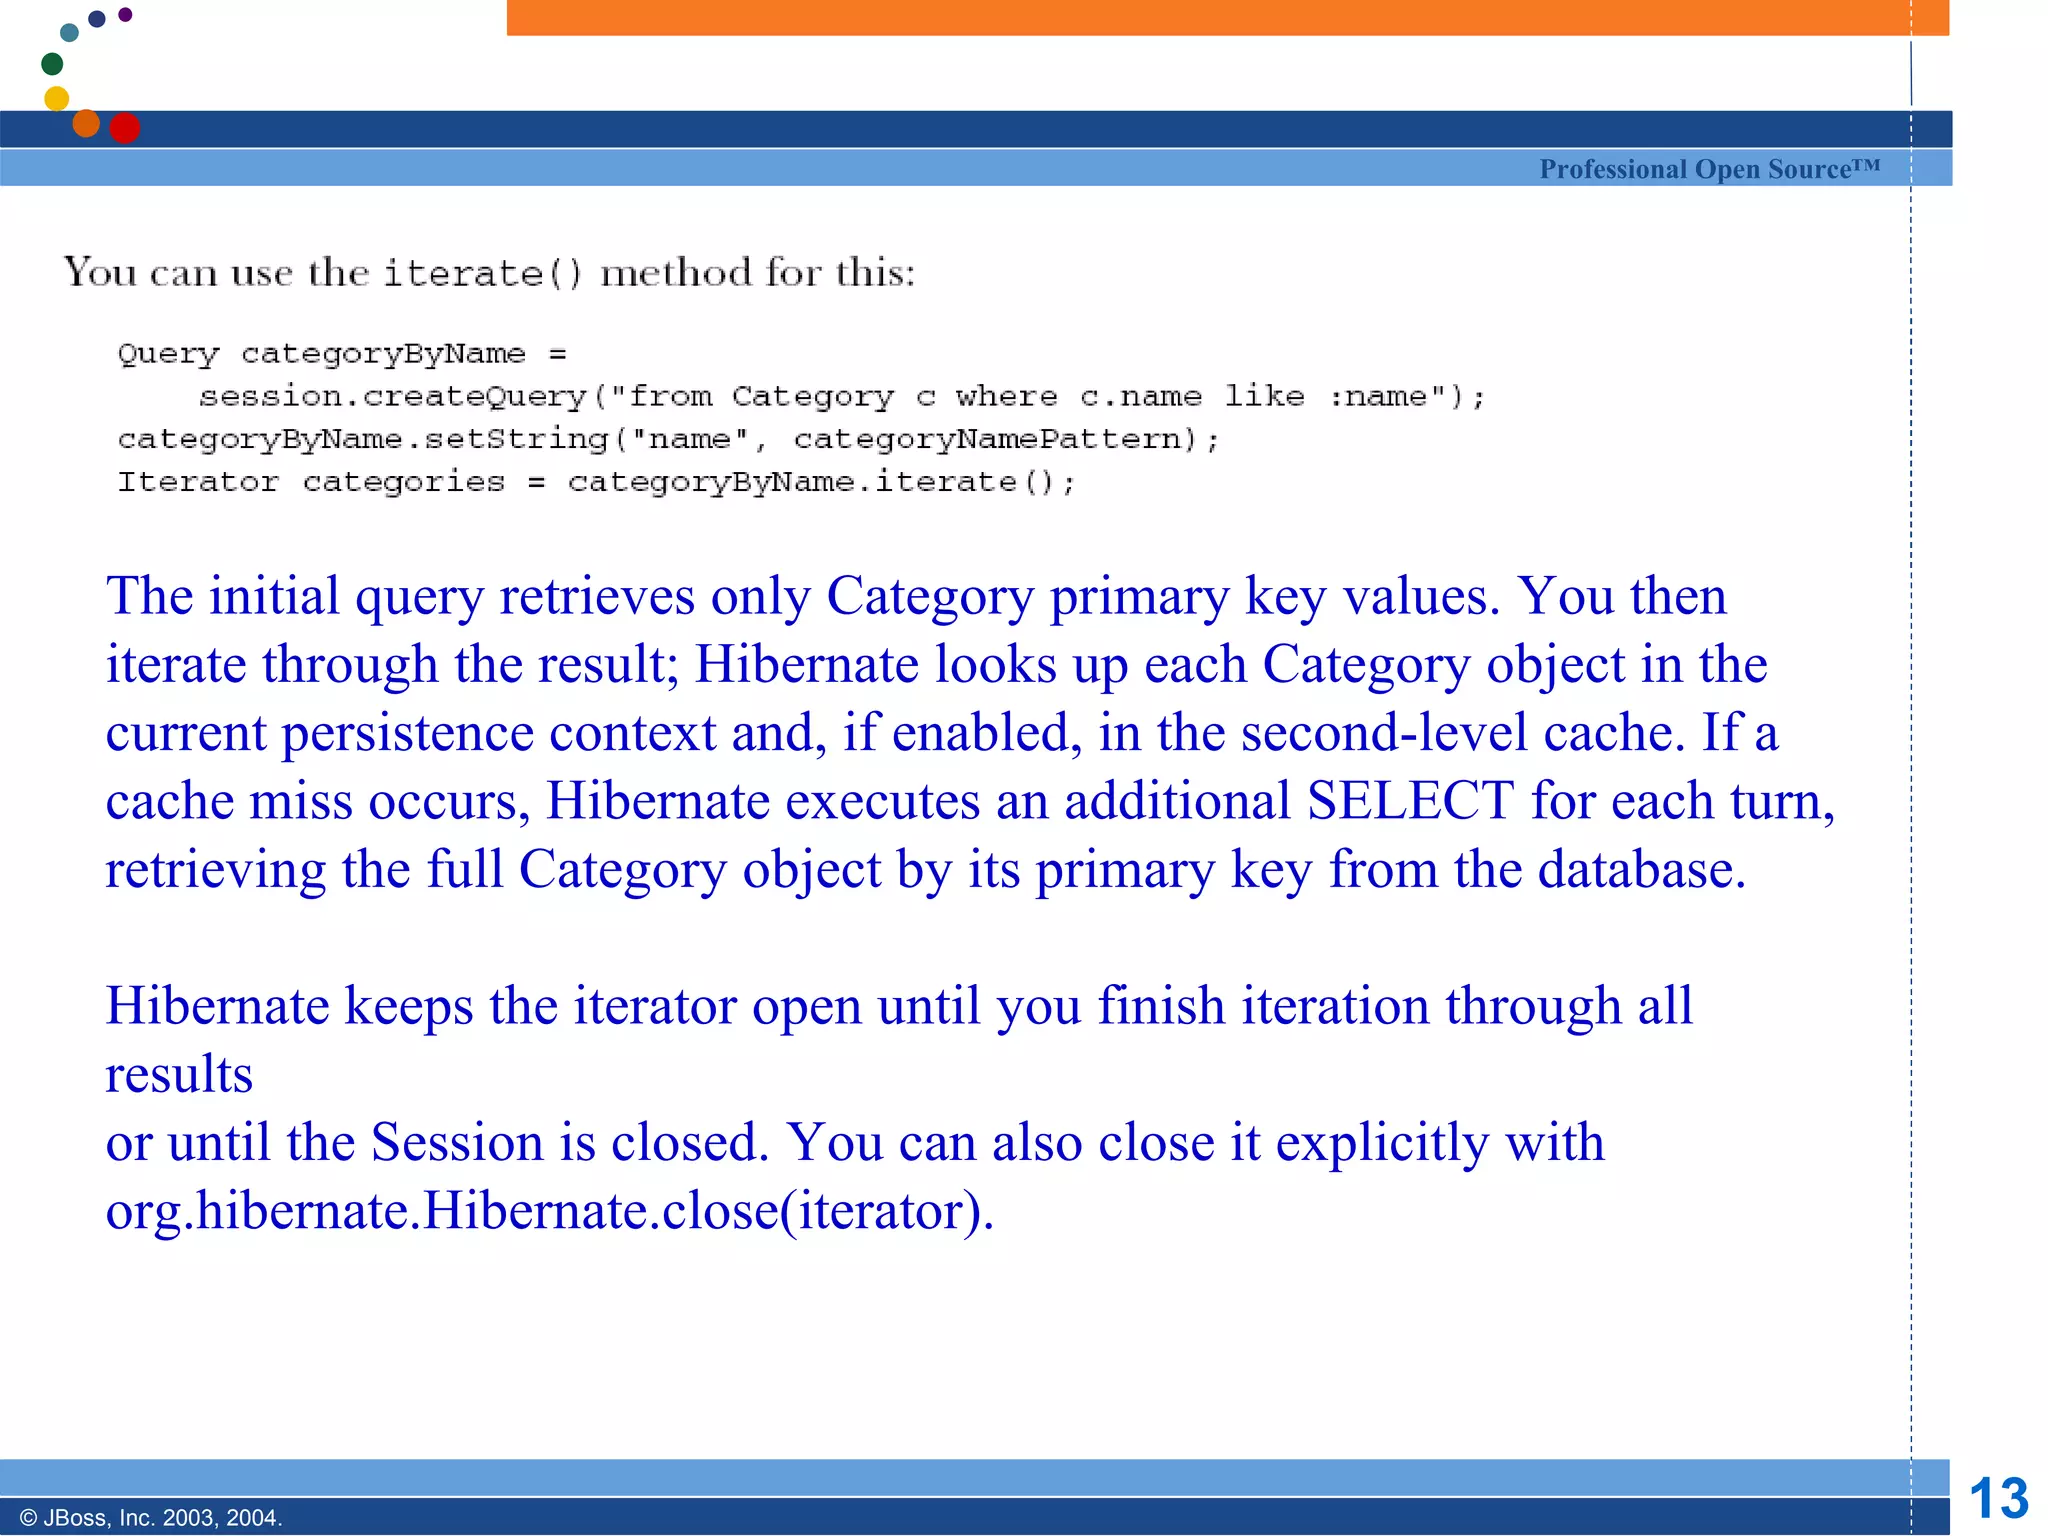 Professional Open Source™
You can use the iterate() method for this:
Query categoryByName =
session.createQuery("from Category c where c.name like :name");
categoryByName.setString("name", categoryNamePattern);
Iterator categories = categoryByName.iterate();
The initial query retrieves only Category primary key values. You then
iterate through the result; Hibernate looks up each Category object in the
current persistence context and, if enabled, in the second-level cache. If a
cache miss occurs, Hibernate executes an additional SELECT for each turn,
retrieving the full Category object by its primary key from the database.
Hibernate keeps the iterator open until you finish iteration through all
results
or until the Session is closed. You can also close it explicitly with
org.hibernate.Hibernate.close(iterator).
© JBoss, Inc. 2003, 2004.
13